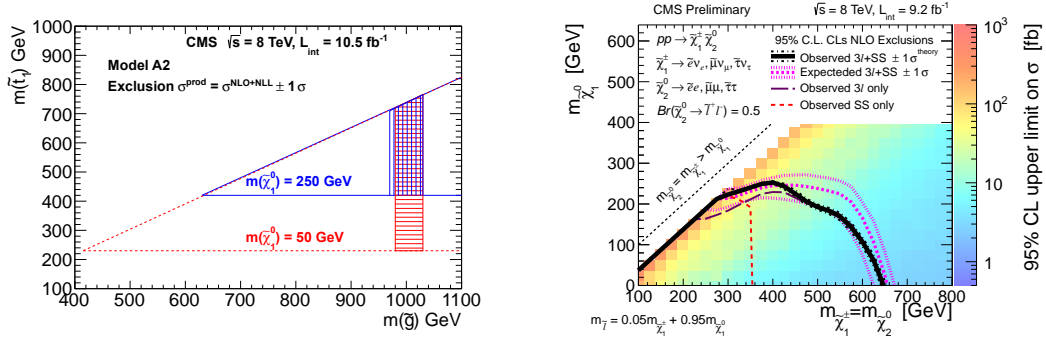 CMS √s = 8 TeV, L_int = 10.5 fb⁻¹
Model A2
Exclusion σ^prod = σ^NLO+NLL ± 1σ
m(χ̃₁⁰) = 250 GeV
m(χ̃₁⁰) = 50 GeV
m(t̃₁) GeV
1000
900
800
700
600
500
400
300
200
100
400 500 600 700 800 900 1000 1100
m(g̃) GeV
CMS Preliminary √s = 8 TeV, L_int = 9.2 fb⁻¹
pp → χ̃₁± χ̃₂⁰
χ̃₁± → ẽν_e, μ̃ν_μ, τ̃ν_τ
χ̃₂⁰ → ẽe, μ̃μ, τ̃τ
Br(χ̃₂⁰ → l̃⁺l⁻) = 0.5
95% C.L. CLs NLO Exclusions
Observed 3l+SS ± 1σ^theory
Expecteded 3l+SS ± 1σ
Observed 3l only
Observed SS only
m_χ̃₂⁰ = m_χ̃₁± > m_χ̃₁⁰
m_χ̃₁⁰ [GeV]
600
500
400
300
200
100
0
100 200 300 400 500 600 700 800
m_χ̃₁± = m_χ̃₂⁰ [GeV]
m_l̃ = 0.05m_χ̃₁± + 0.95m_χ̃₁⁰
10³
10²
10
1
95% CL upper limit on σ [fb]